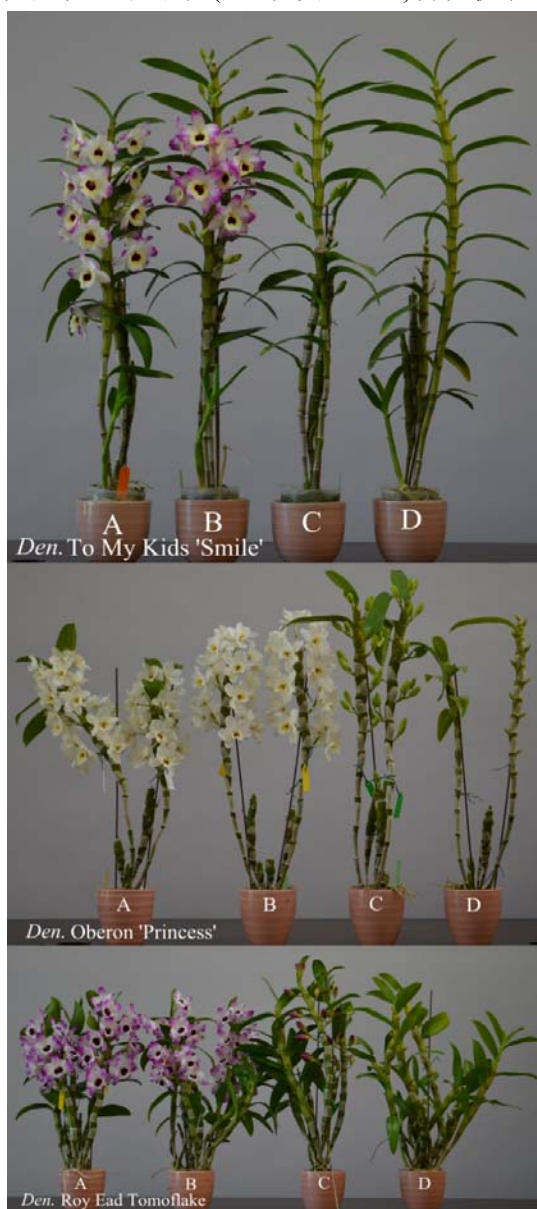 A B C D
Den. To My Kids 'Smile'
A B C D
Den. Oberon 'Princess'
A B C D
Den. Roy Ead Tomoflake